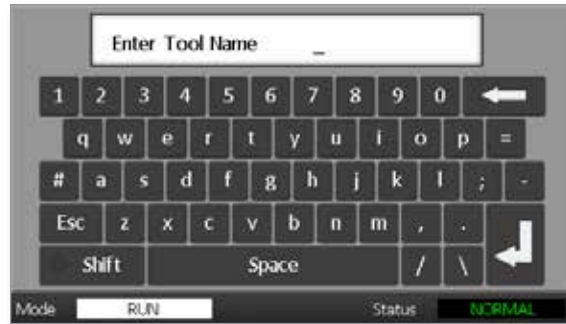 Enter Tool Name _
1 2 3 4 5 6 7 8 9 0
q w e r t y u i o p =
# a s d f g h j k l ; -
Esc z x c v b n m , .
Shift Space / \
Mode RUN Status NORMAL